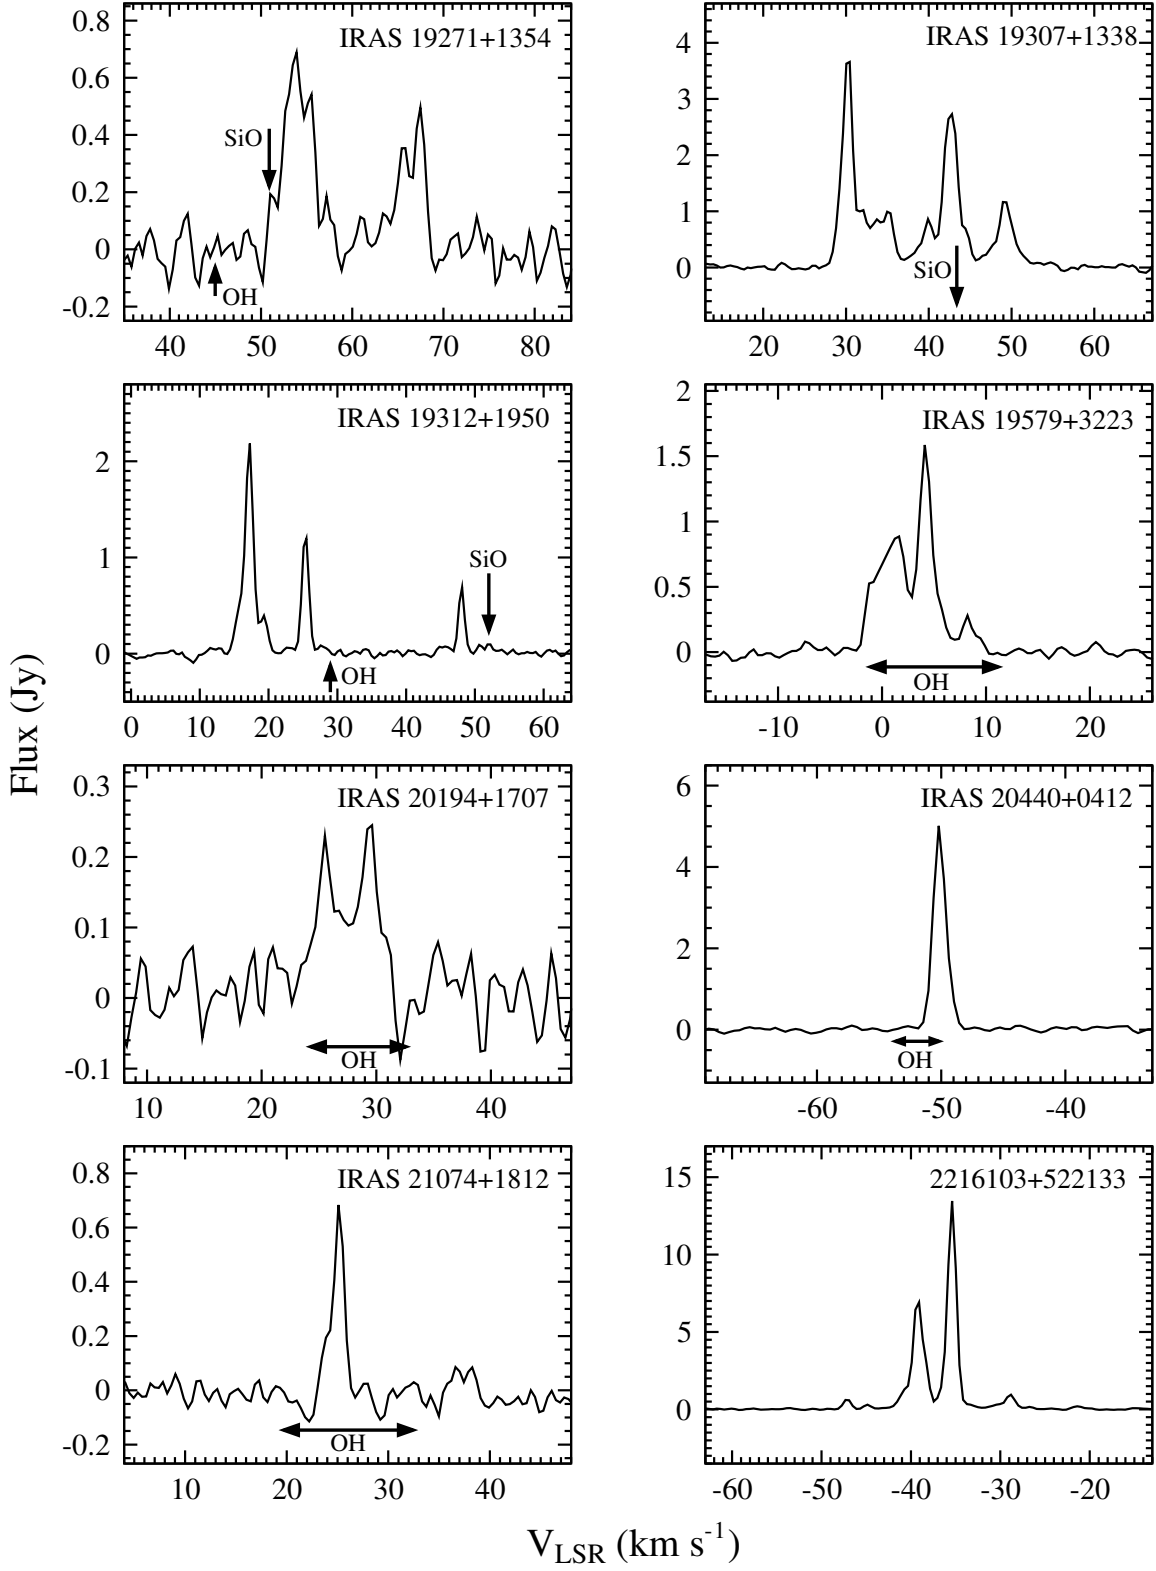 IRAS 19271+1354
0.8
0.6
0.4
0.2
0
-0.2
SiO
OH
40 50 60 70 80
IRAS 19307+1338
4
3
2
1
0
SiO
20 30 40 50 60
IRAS 19312+1950
2
1
0
SiO
OH
0 10 20 30 40 50 60
IRAS 19579+3223
2
1.5
1
0.5
0
OH
-10 0 10 20
Flux (Jy)
IRAS 20194+1707
0.3
0.2
0.1
0
-0.1
OH
10 20 30 40
IRAS 20440+0412
6
4
2
0
OH
-60 -50 -40
IRAS 21074+1812
0.8
0.6
0.4
0.2
0
-0.2
OH
10 20 30 40
2216103+522133
15
10
5
0
-60 -50 -40 -30 -20
V_LSR (km s^-1)